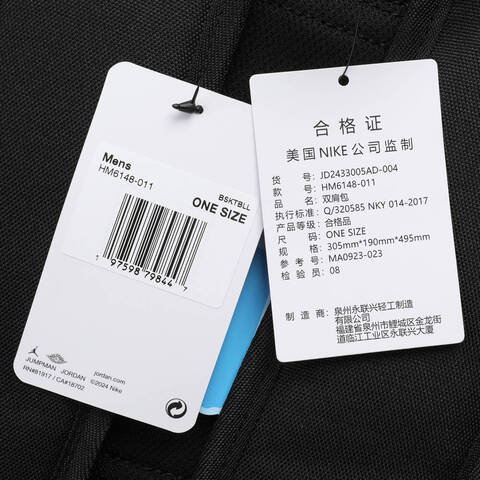 Mens
HM6148-011
BSKTBLL
ONE SIZE
1 97598 79844 7
JUMPMAN JORDAN
RN#81917 / CA#18702
jordan.com
©2024 Nike
合格证
美国NIKE公司监制
货 号: JD2433005AD-004
款 号: HM6148-011
品 名: 双肩包
执行标准: Q/320585 NKY 014-2017
产品等级: 合格品
尺 码: ONE SIZE
规 格: 305mm*190mm*495mm
参 考 号: MA0923-023
检 验 员: 08
制 造 商: 泉州永联兴轻工制造
有限公司
福建省泉州市鲤城区金龙街
道临江工业区永联兴大厦